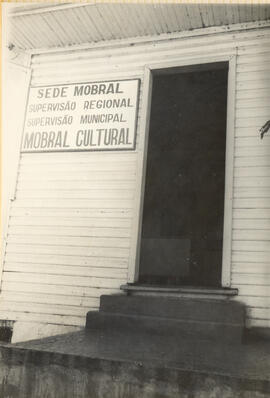 SEDE MOBRAL
SUPERVISÃO REGIONAL
SUPERVISÃO MUNICIPAL
MOBRAL CULTURAL